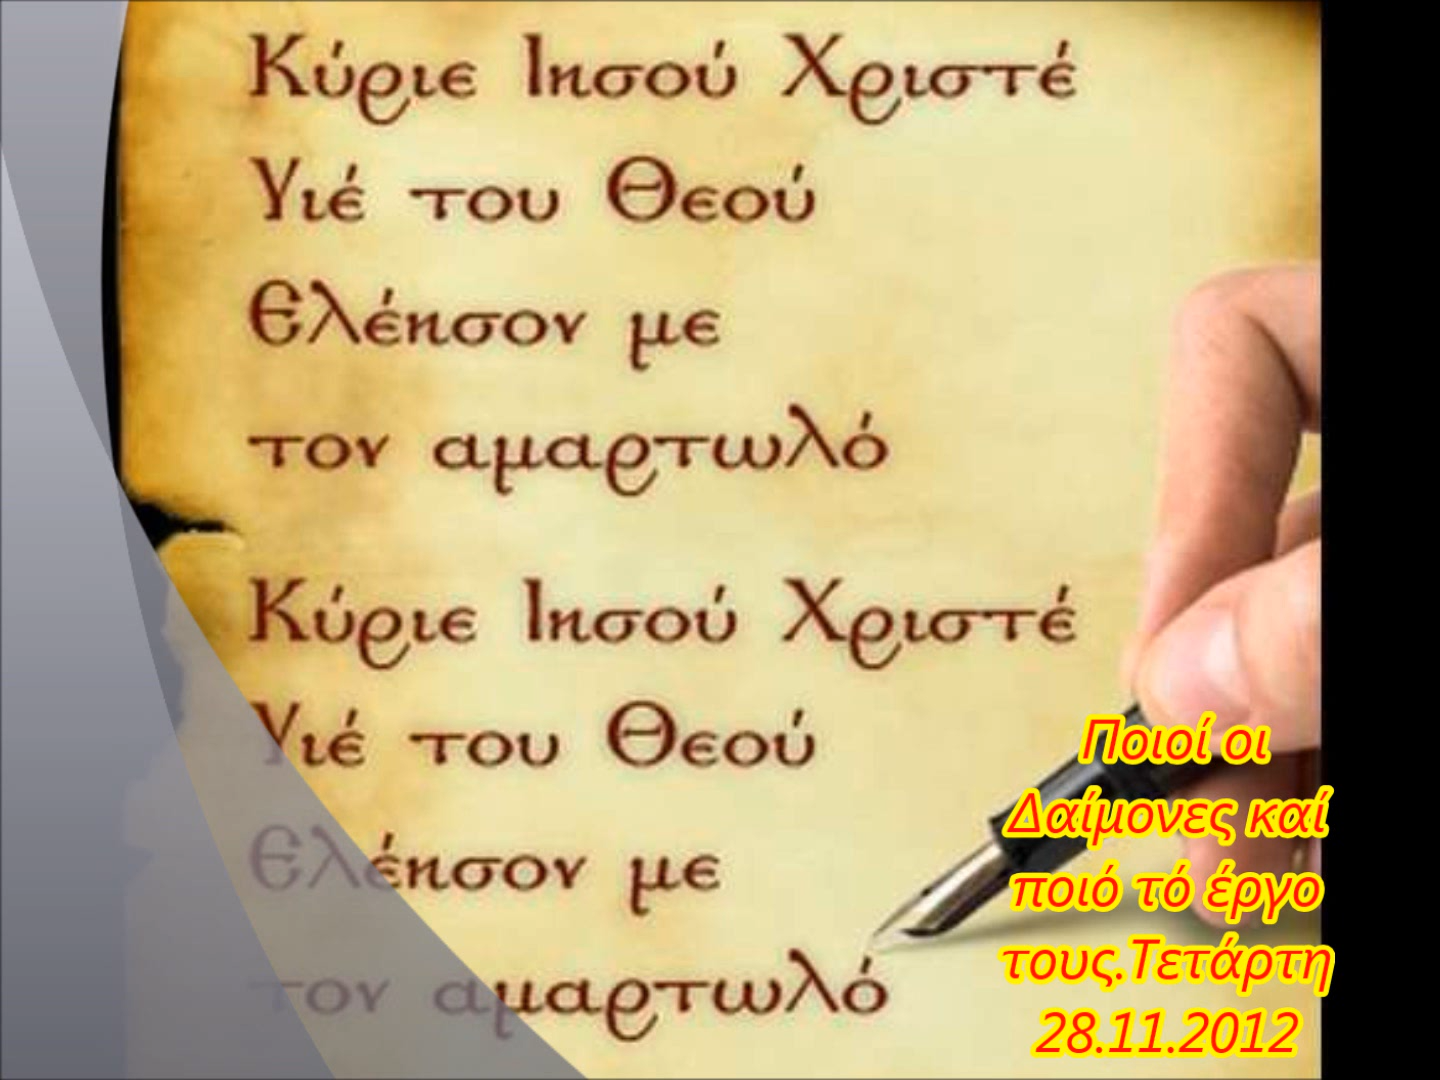 Κύριε Ιησού Χριστέ
Υιέ του Θεού
Ελέησον με
τον αμαρτωλό
Κύριε Ιησού Χριστέ
Υιέ του Θεού
Ελέησον με
τον αμαρτωλό
Ποιοί οι
Δαίμονες καί
ποιό τό έργο
τους.Τετάρτη
28.11.2012